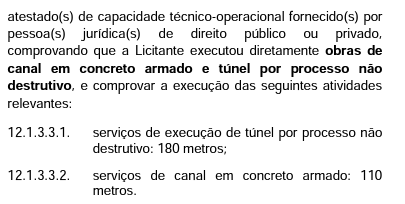 atestado(s) de capacidade técnico-operacional fornecido(s) por
pessoa(s) jurídica(s) de direito público ou privado,
comprovando que a Licitante executou diretamente obras de
canal em concreto armado e túnel por processo não
destrutivo, e comprovar a execução das seguintes atividades
relevantes:
12.1.3.3.1. serviços de execução de túnel por processo não
destrutivo: 180 metros;
12.1.3.3.2. serviços de canal em concreto armado: 110
metros.